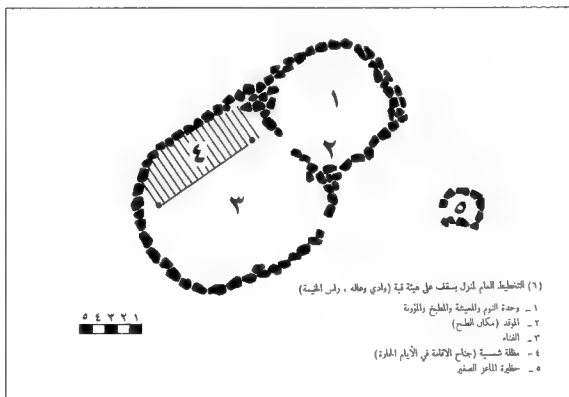 ١
٢
٤
٣
٥
٥ ٤ ٣ ٢ ١
(٦) التخطيط العام لمنزل بسقف على هيئة قبة (وادي وعاله ، راس الخيمة)
١ - وحدة النوم والمعيشة والمطبخ والمؤونة
٢ - الموقد (مكان الطبخ)
٣ - الفناء
٤ - مظلة شمسية (جناح الاقامة في الأيام الحارة)
٥ - حظيرة الماعز الصغير